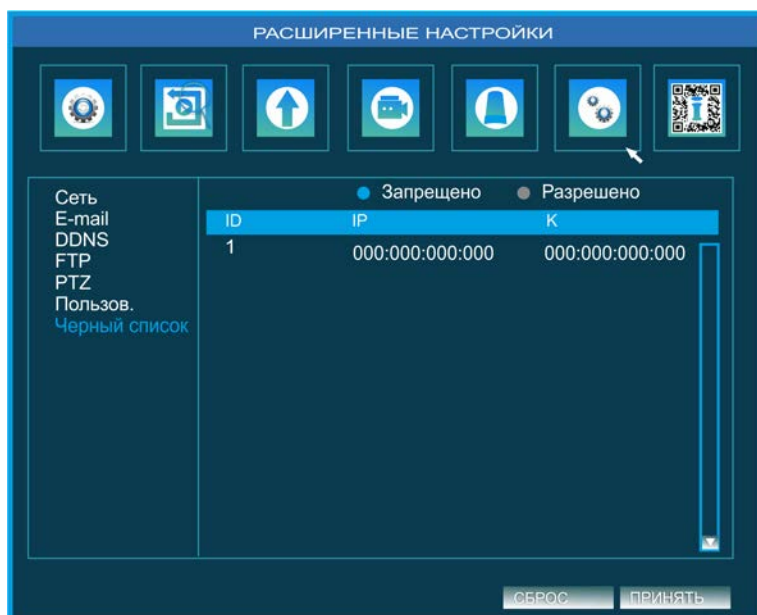 РАСШИРЕННЫЕ НАСТРОЙКИ
Сеть
E-mail
DDNS
FTP
PTZ
Пользов.
Черный список
Запрещено Разрешено
ID IP K
1 000:000:000:000 000:000:000:000
СБРОС ПРИНЯТЬ